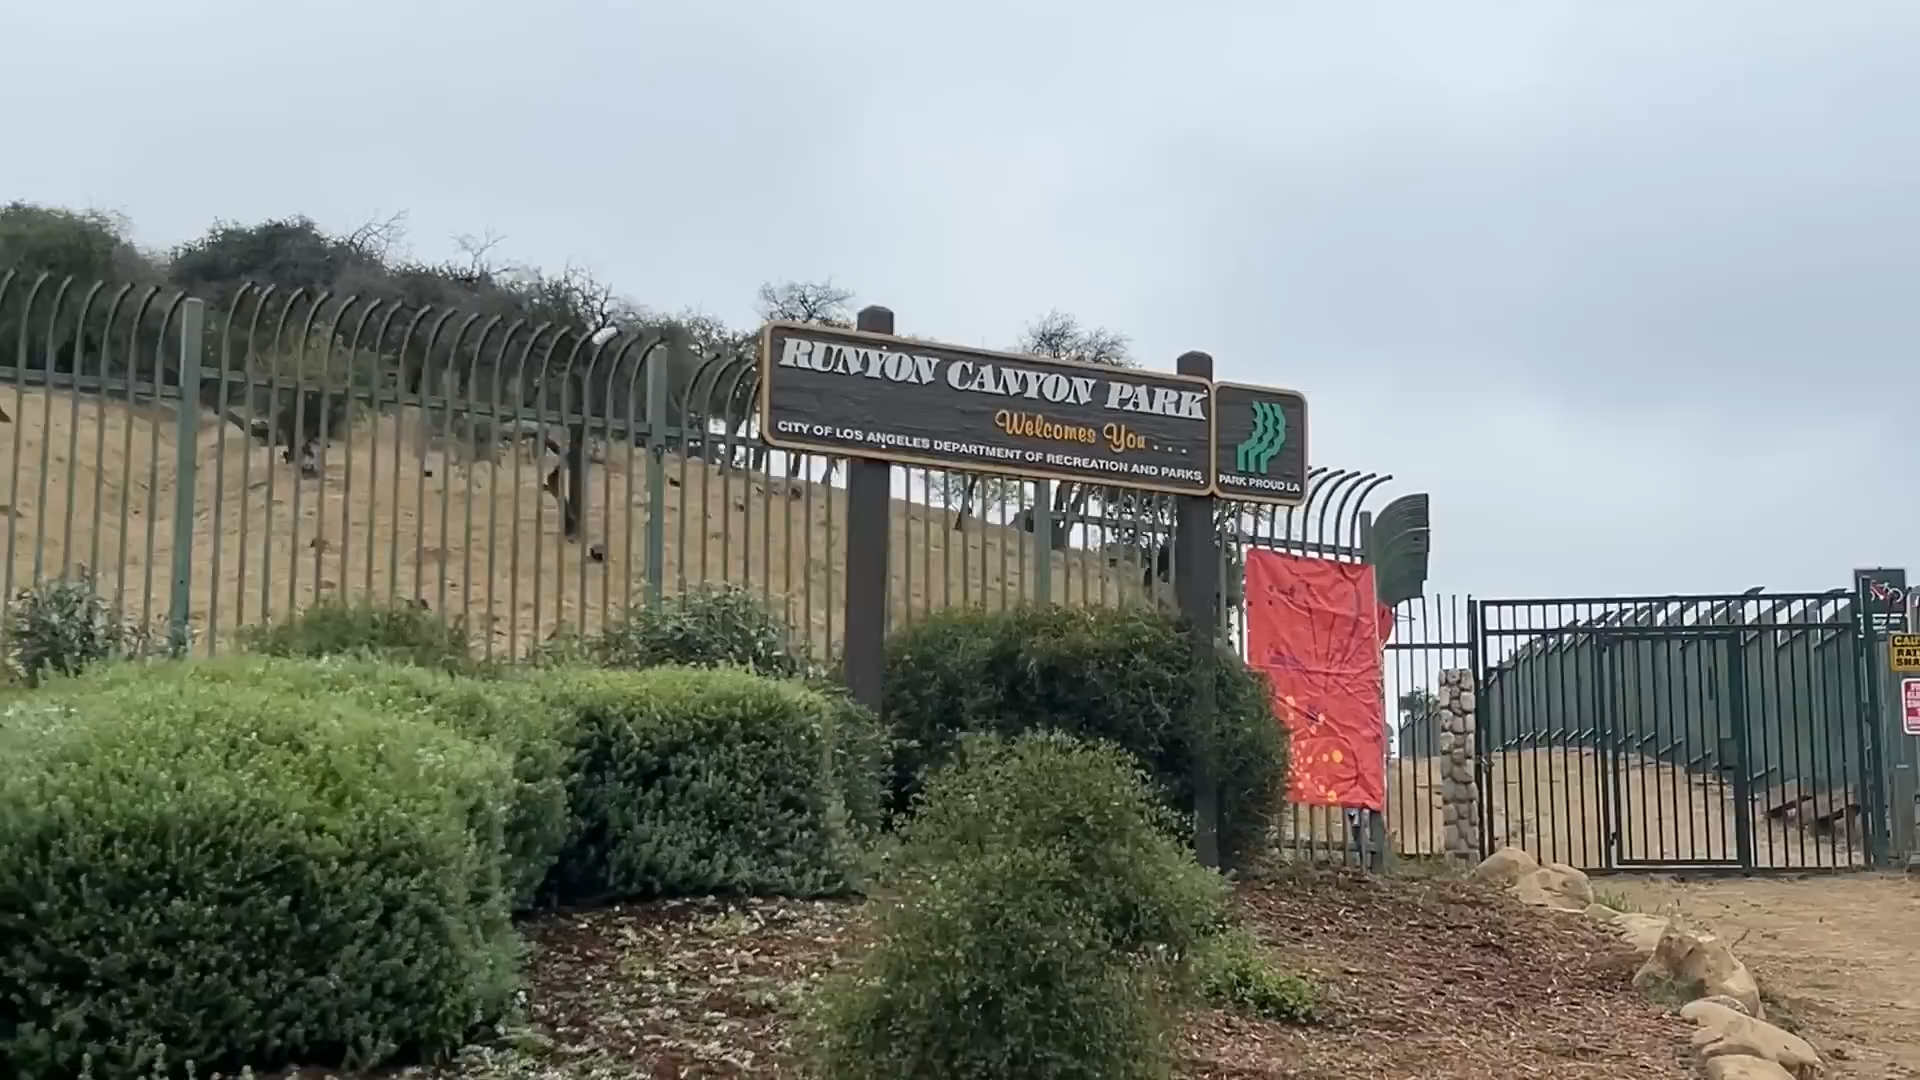 RUNYON CANYON PARK
Welcomes You...
CITY OF LOS ANGELES DEPARTMENT OF RECREATION AND PARKS
PARK PROUD LA